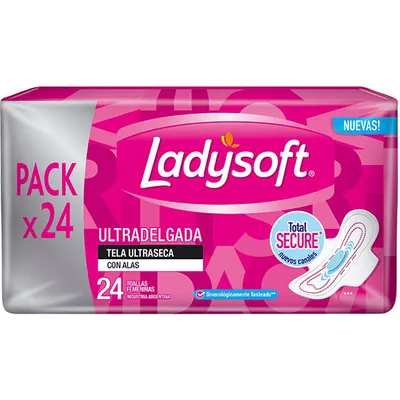 NUEVAS!
Ladysoft®
PACK
x24
ULTRADELGADA
TELA ULTRASECA
CON ALAS
24 TOALLAS
FEMENINAS
INDUSTRIA ARGENTINA
Total
SECURE
nuevos canales
Ginecológicamente Testeado